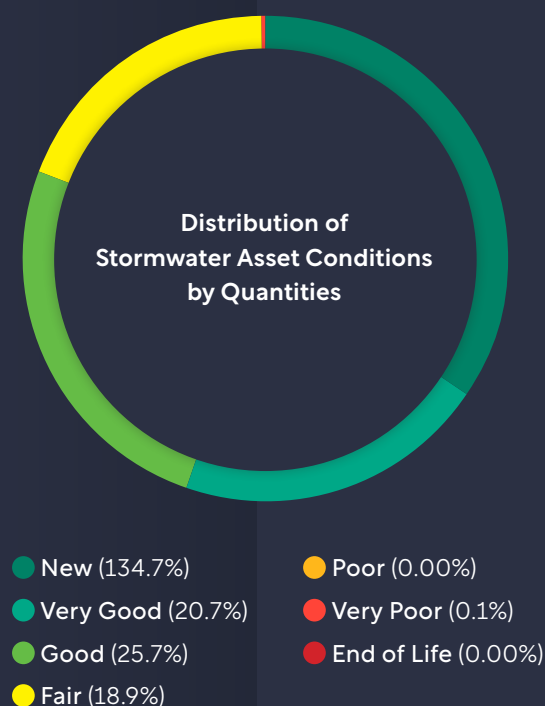 Distribution of
Stormwater Asset Conditions
by Quantities
New (134.7%)
Very Good (20.7%)
Good (25.7%)
Fair (18.9%)
Poor (0.00%)
Very Poor (0.1%)
End of Life (0.00%)